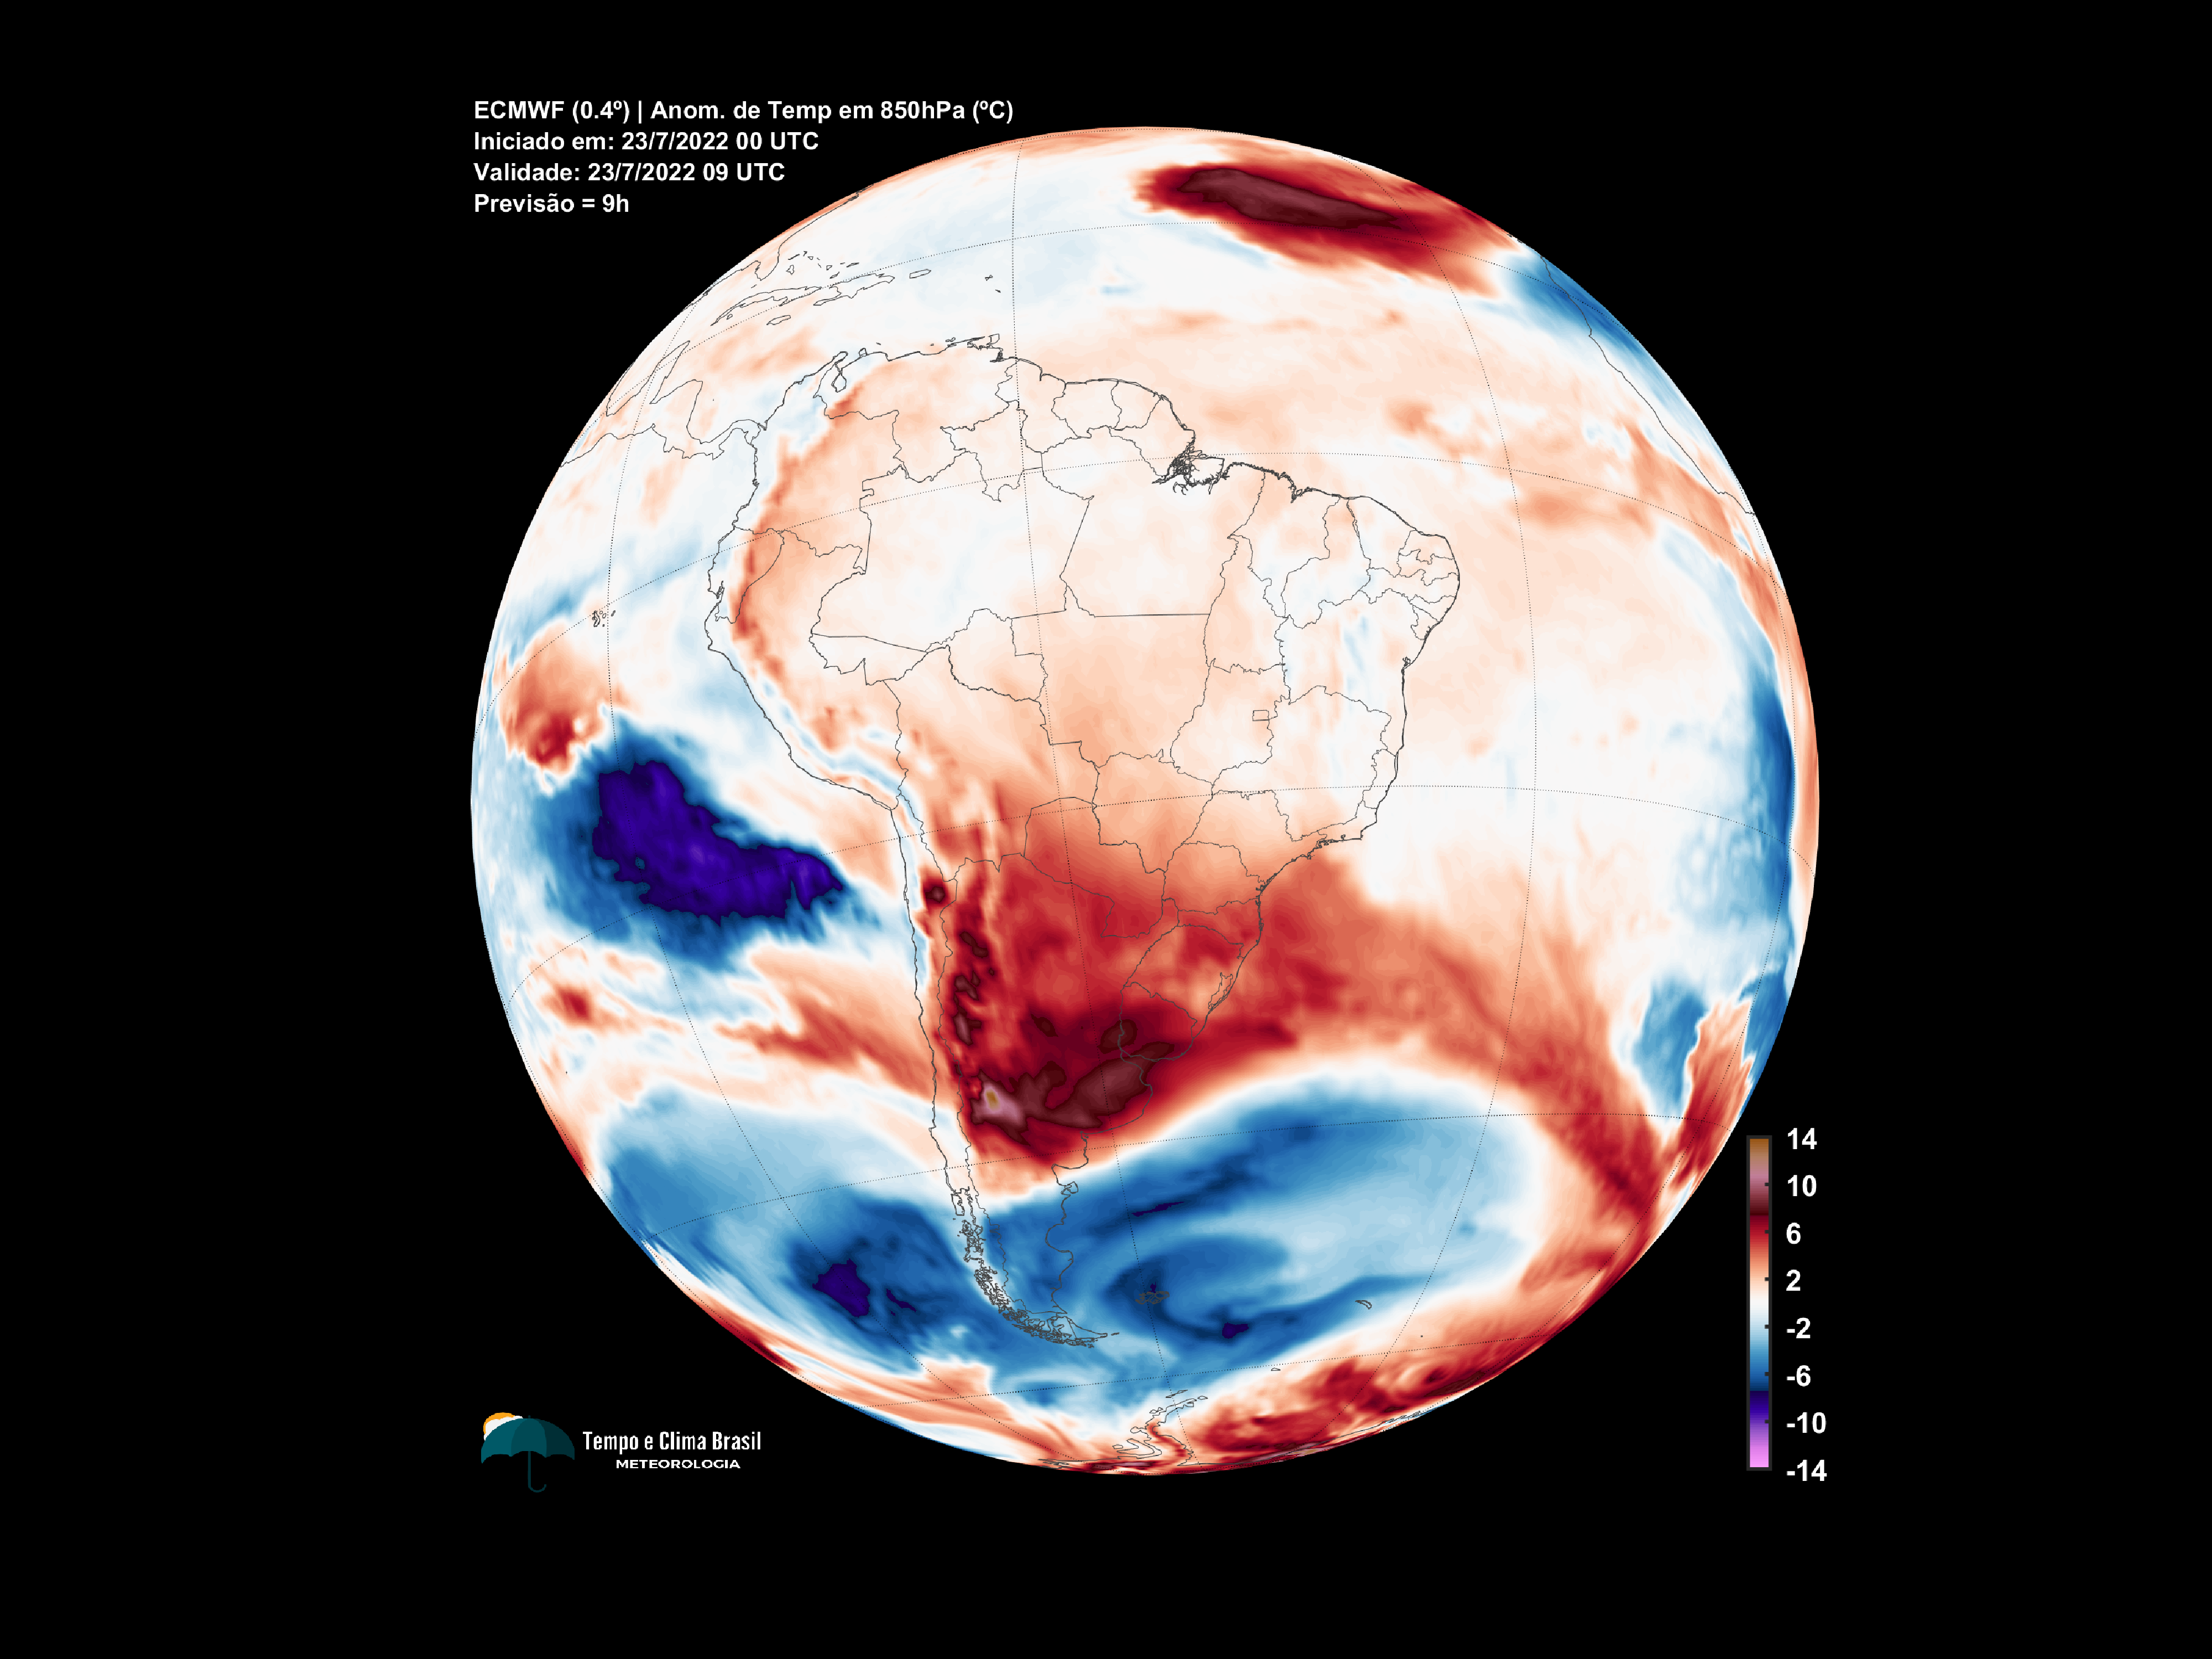 ECMWF (0.4º) | Anom. de Temp em 850hPa (ºC)
Iniciado em: 23/7/2022 00 UTC
Validade: 23/7/2022 09 UTC
Previsão = 9h
14
10
6
2
-2
-6
-10
-14
Tempo e Clima Brasil
METEOROLOGIA